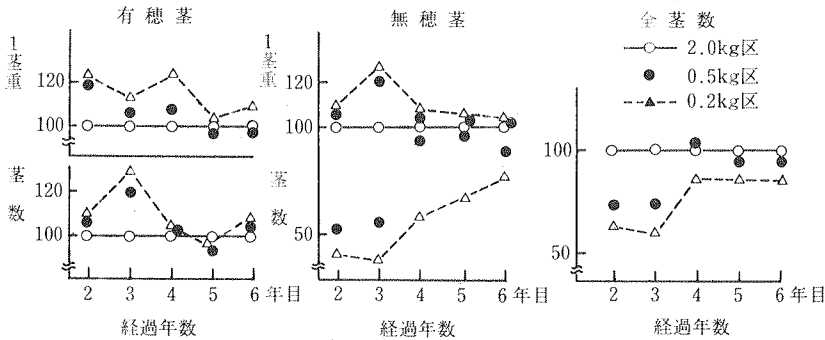 有穂茎
1茎重
120
100
茎数
120
100
2 3 4 5 6 年目
経過年数
無穂茎
1茎重
120
100
茎数
50
2 3 4 5 6 年目
経過年数
全茎数
2.0kg区
0.5kg区
0.2kg区
100
50
2 3 4 5 6 年目
経過年数